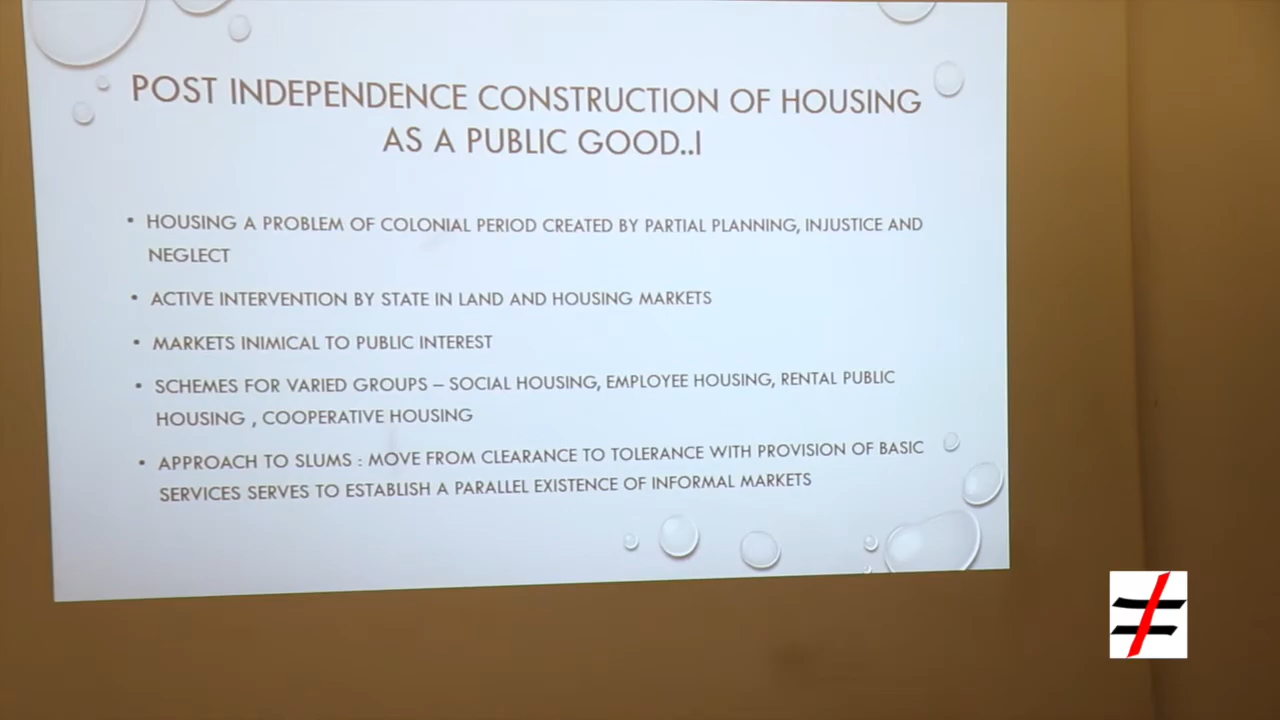 POST INDEPENDENCE CONSTRUCTION OF HOUSING
AS A PUBLIC GOOD..I
• HOUSING A PROBLEM OF COLONIAL PERIOD CREATED BY PARTIAL PLANNING, INJUSTICE AND
NEGLECT
• ACTIVE INTERVENTION BY STATE IN LAND AND HOUSING MARKETS
• MARKETS INIMICAL TO PUBLIC INTEREST
• SCHEMES FOR VARIED GROUPS – SOCIAL HOUSING, EMPLOYEE HOUSING, RENTAL PUBLIC
HOUSING , COOPERATIVE HOUSING
• APPROACH TO SLUMS : MOVE FROM CLEARANCE TO TOLERANCE WITH PROVISION OF BASIC
SERVICES SERVES TO ESTABLISH A PARALLEL EXISTENCE OF INFORMAL MARKETS